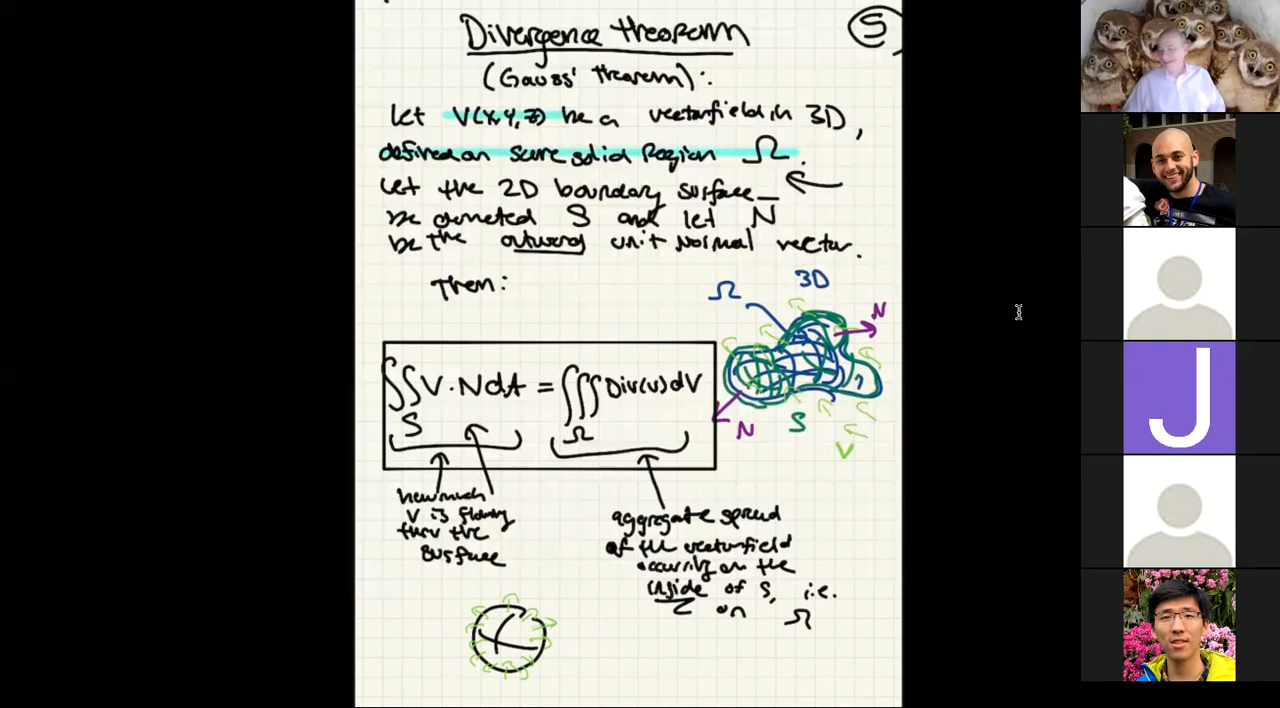 Divergence theorem
5
(Gauss' theorem):
Let V(x,y,z) be a vectorfield in 3D,
defined on some solid Region Ω.
Let the 2D boundary surface
be denoted S and let N
be the outward unit normal vector.
Then:
Ω 3D
N
∬ V · N dA = ∭ Div(V) dV
S Ω
N S
V
how much
V is flowing
thru the
surface
aggregate spread
of the vectorfield
occurring on the
inside of S, i.e.
on Ω
J